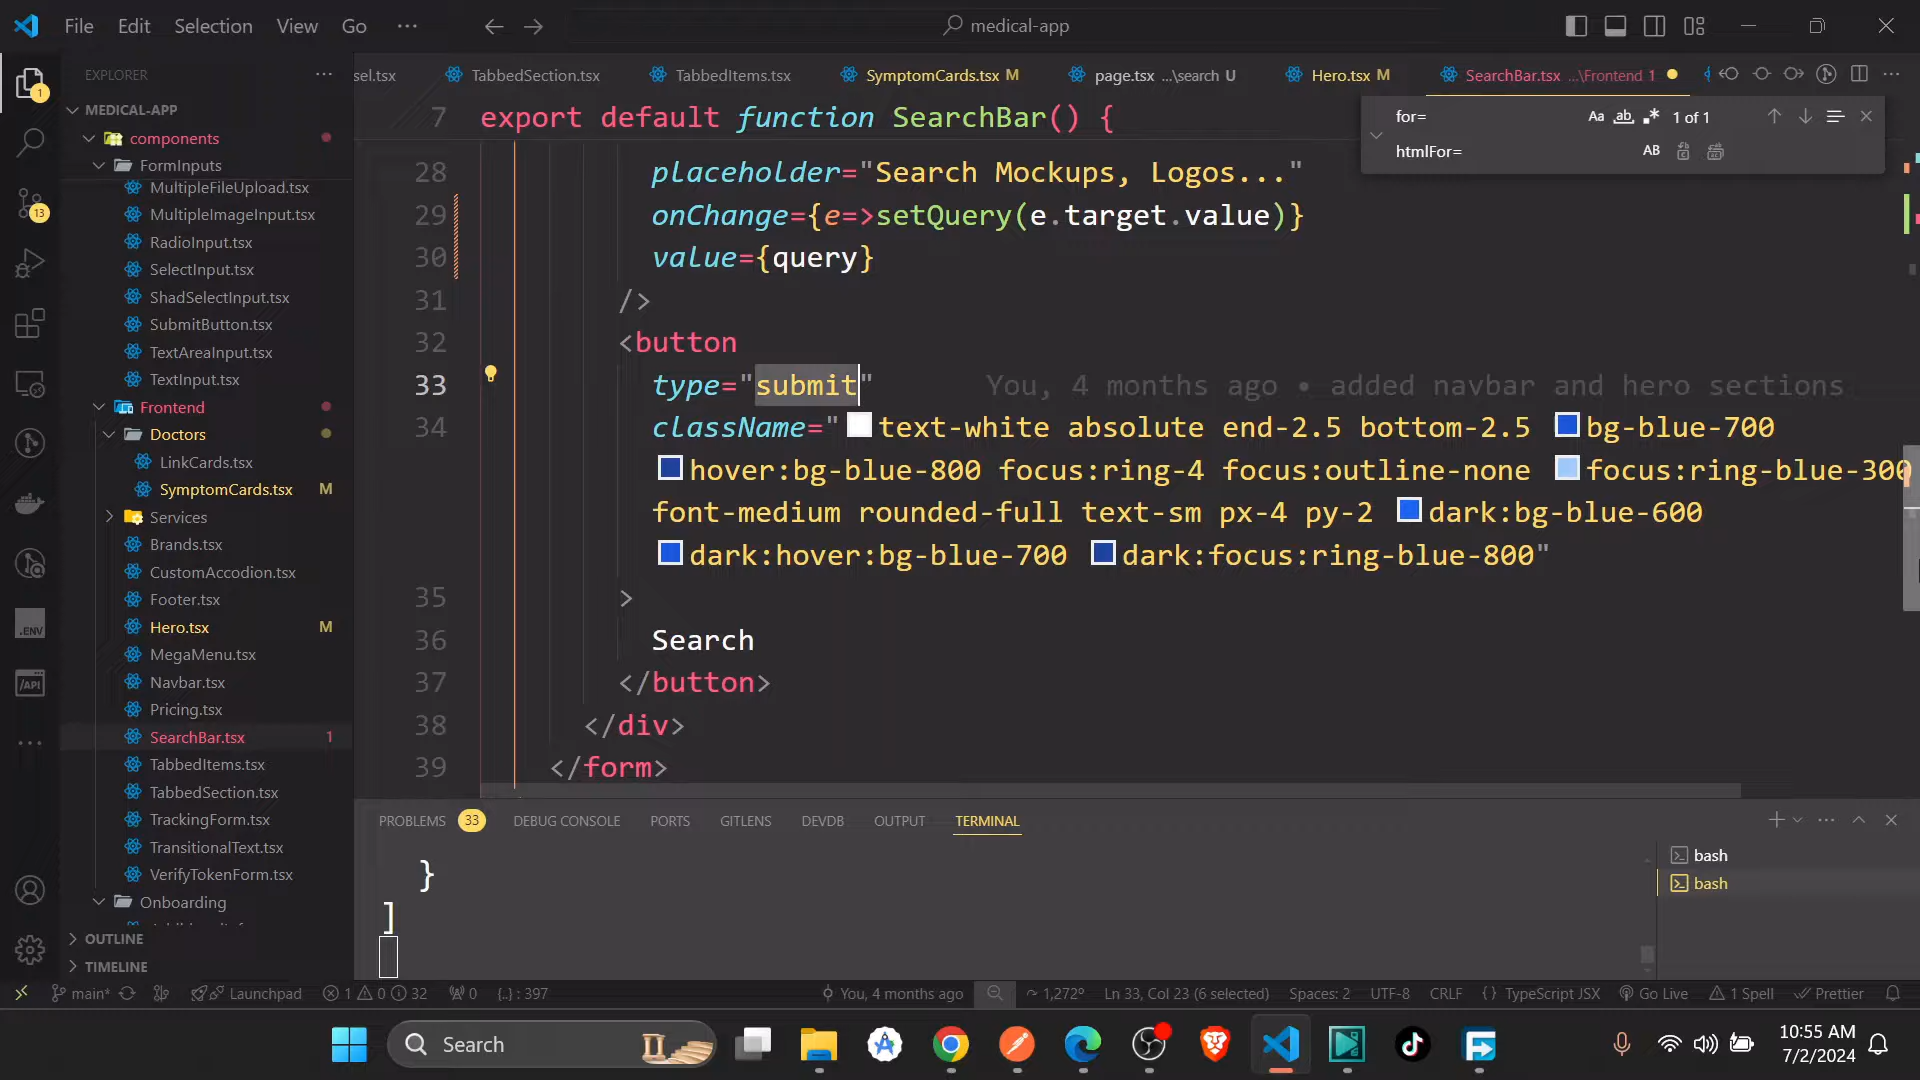 File Edit Selection View Go ··· medical-app
EXPLORER ···
MEDICAL-APP
components
FormInputs
MultipleFileUpload.tsx
MultipleImageInput.tsx
RadioInput.tsx
SelectInput.tsx
ShadSelectInput.tsx
SubmitButton.tsx
TextAreaInput.tsx
TextInput.tsx
Frontend
Doctors
LinkCards.tsx
SymptomCards.tsx M
Services
Brands.tsx
CustomAccodion.tsx
Footer.tsx
Hero.tsx M
MegaMenu.tsx
Navbar.tsx
Pricing.tsx
SearchBar.tsx 1
TabbedItems.tsx
TabbedSection.tsx
TrackingForm.tsx
TransitionalText.tsx
VerifyTokenForm.tsx
Onboarding
OUTLINE
TIMELINE
1
13
.ENV
/API
sel.tsx TabbedSection.tsx TabbedItems.tsx SymptomCards.tsx M page.tsx ...\search U Hero.tsx M SearchBar.tsx ...\Frontend 1
for= Aa ab 1 of 1
htmlFor= AB
7 export default function SearchBar() {
28 placeholder="Search Mockups, Logos..."
29 onChange={e=>setQuery(e.target.value)}
30 value={query}
31 />
32 <button
33 type="submit" You, 4 months ago • added navbar and hero sections
34 className="text-white absolute end-2.5 bottom-2.5 bg-blue-700
hover:bg-blue-800 focus:ring-4 focus:outline-none focus:ring-blue-300
font-medium rounded-full text-sm px-4 py-2 dark:bg-blue-600
dark:hover:bg-blue-700 dark:focus:ring-blue-800"
35 >
36 Search
37 </button>
38 </div>
39 </form>
PROBLEMS 33 DEBUG CONSOLE PORTS GITLENS DEVDB OUTPUT TERMINAL
}
]
bash
bash
main* Launchpad 1 0 32 0 {..} : 397 You, 4 months ago 1,272° Ln 33, Col 23 (6 selected) Spaces: 2 UTF-8 CRLF {} TypeScript JSX Go Live 1 Spell Prettier
Search
10:55 AM
7/2/2024